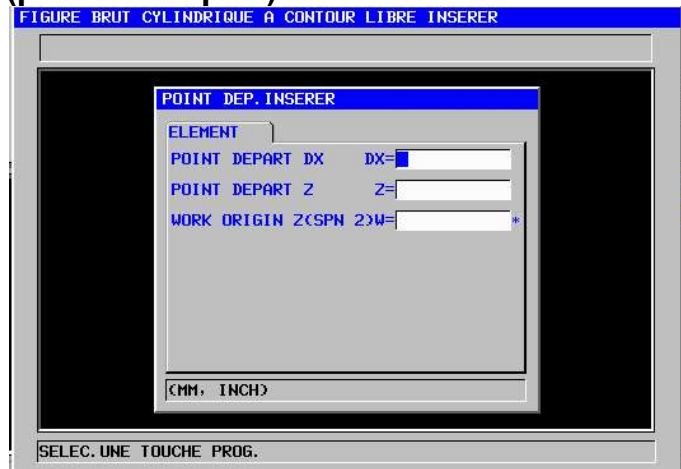 FIGURE BRUT CYLINDRIQUE A CONTOUR LIBRE INSERER
POINT DEP.INSERER
ELEMENT
POINT DEPART DX DX=
POINT DEPART Z Z=
WORK ORIGIN Z(SPN 2)W= *
(MM, INCH)
SELEC.UNE TOUCHE PROG.